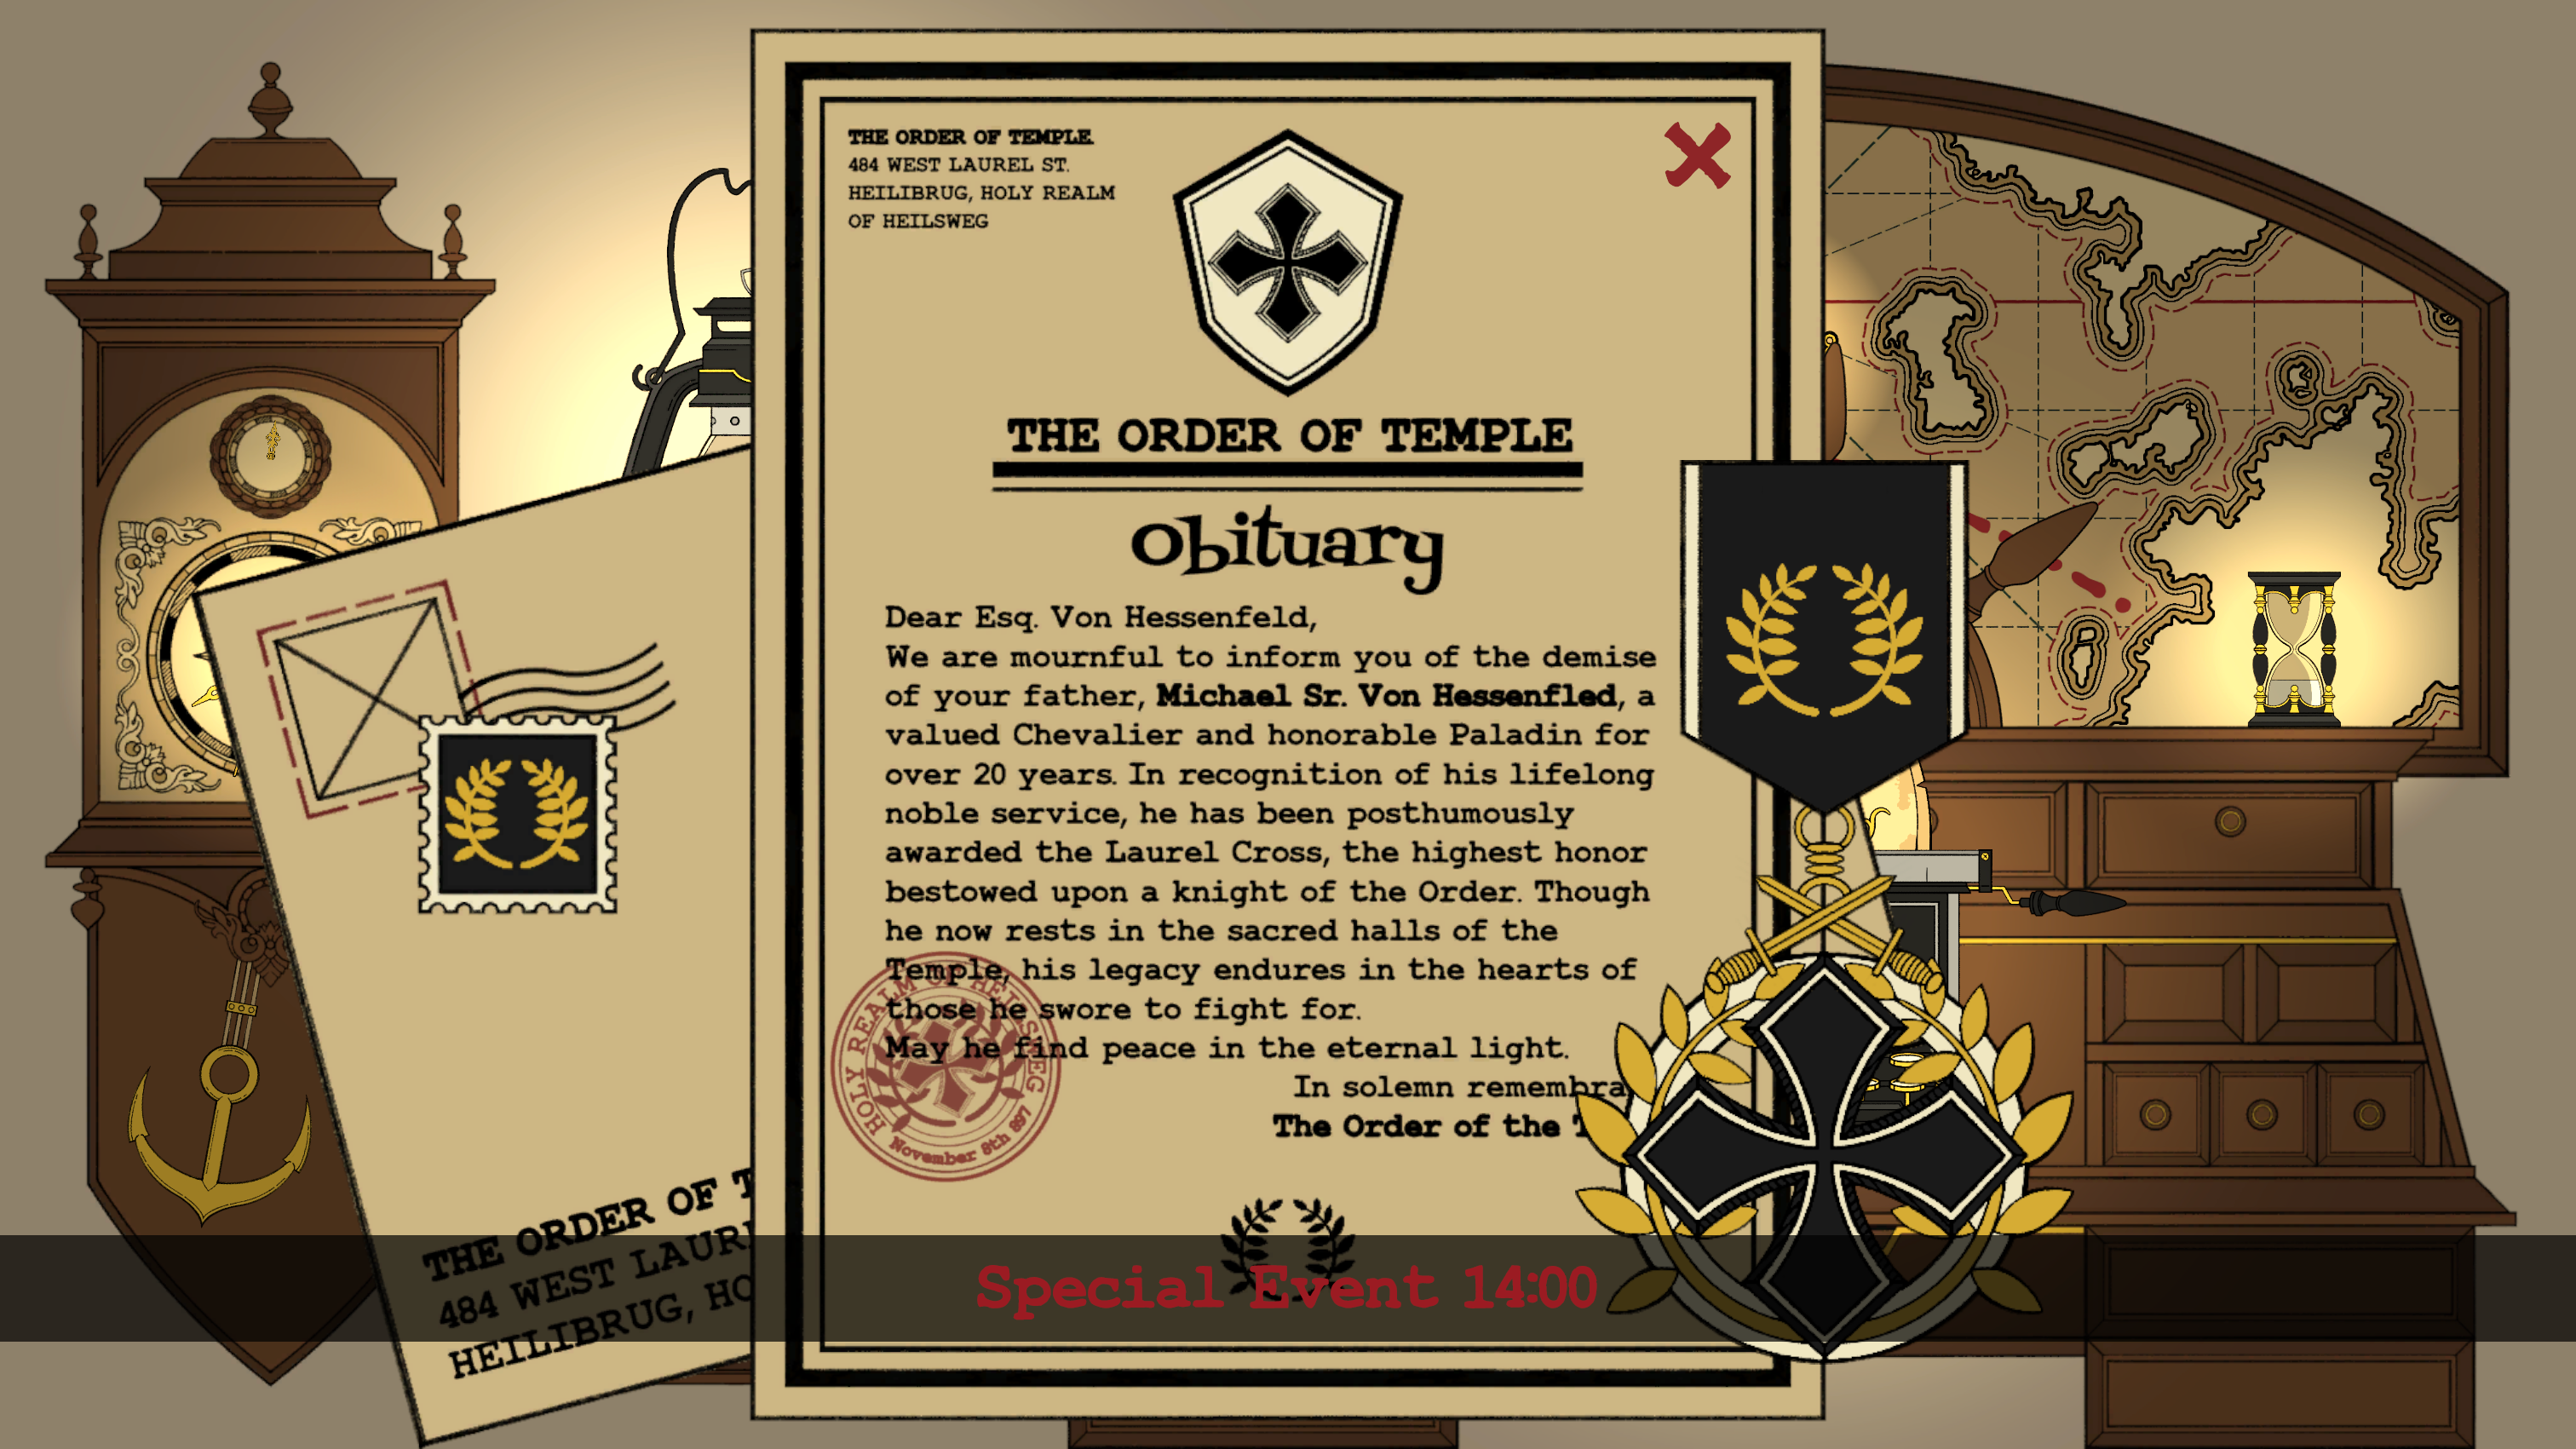 THE ORDER OF TEMPLE
484 WEST LAUREL ST.
HEILIBRUG, HOLY REALM
OF HEILSWEG
THE ORDER OF TEMPLE
Obituary
Dear Esq. Von Hessenfeld,
We are mournful to inform you of the demise
of your father, Michael Sr. Von Hessenfled, a
valued Chevalier and honorable Paladin for
over 20 years. In recognition of his lifelong
noble service, he has been posthumously
awarded the Laurel Cross, the highest honor
bestowed upon a knight of the Order. Though
he now rests in the sacred halls of the
Temple, his legacy endures in the hearts of
those he swore to fight for.
May he find peace in the eternal light.
In solemn
The Order of the
HOLY REALM OF HEILSWEG
November 8th 897
THE ORDER OF
484 WEST
HEILIBRUG,
Special Event 14:00